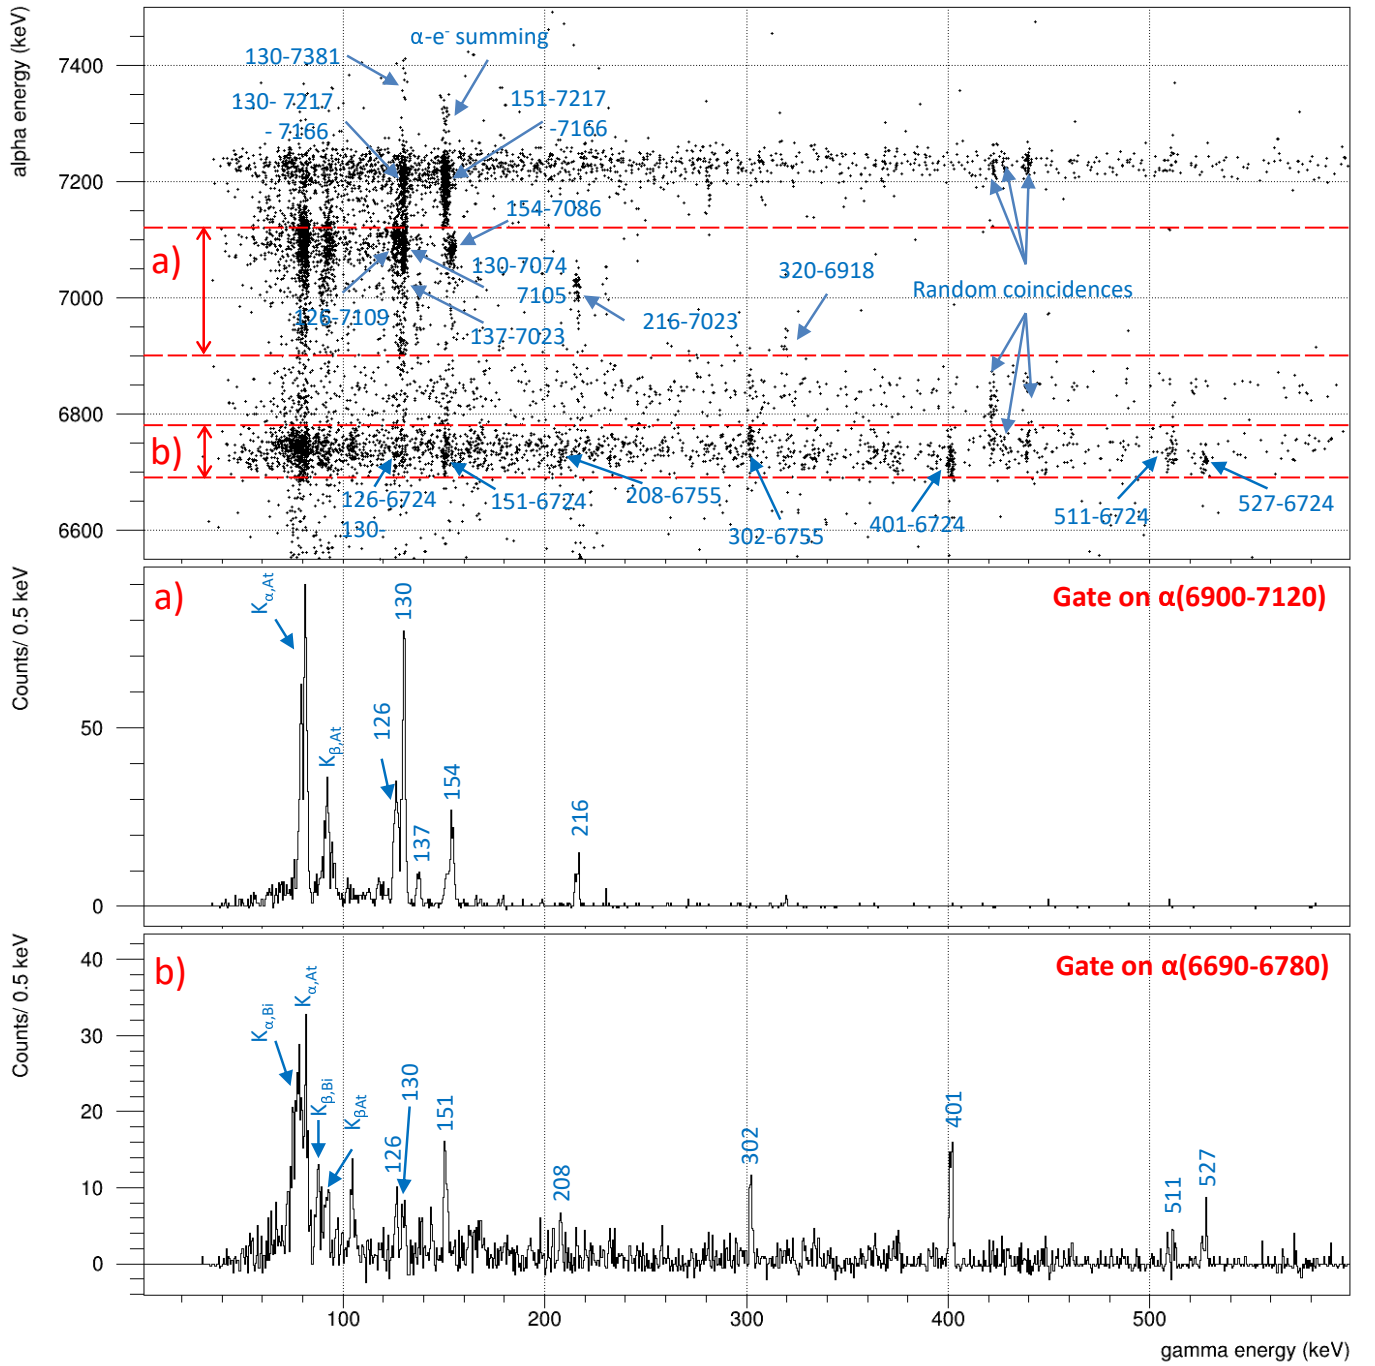 alpha energy (keV)
7400
7200
7000
6800
6600
130-7381
α-e⁻ summing
130- 7217
- 7166
151-7217
-7166
154-7086
a)
130-7074
7105
126-7109
137-7023
216-7023
320-6918
Random coincidences
b)
126-6724
130-
151-6724
208-6755
302-6755
401-6724
511-6724
527-6724
Counts/ 0.5 keV
50
0
a)
Gate on α(6900-7120)
Kα,At
Kβ,At
126
130
137
154
216
Counts/ 0.5 keV
40
30
20
10
0
b)
Gate on α(6690-6780)
Kα,Bi
Kα,At
Kβ,Bi
KβAt
126
130
151
208
302
401
511
527
100
200
300
400
500
gamma energy (keV)